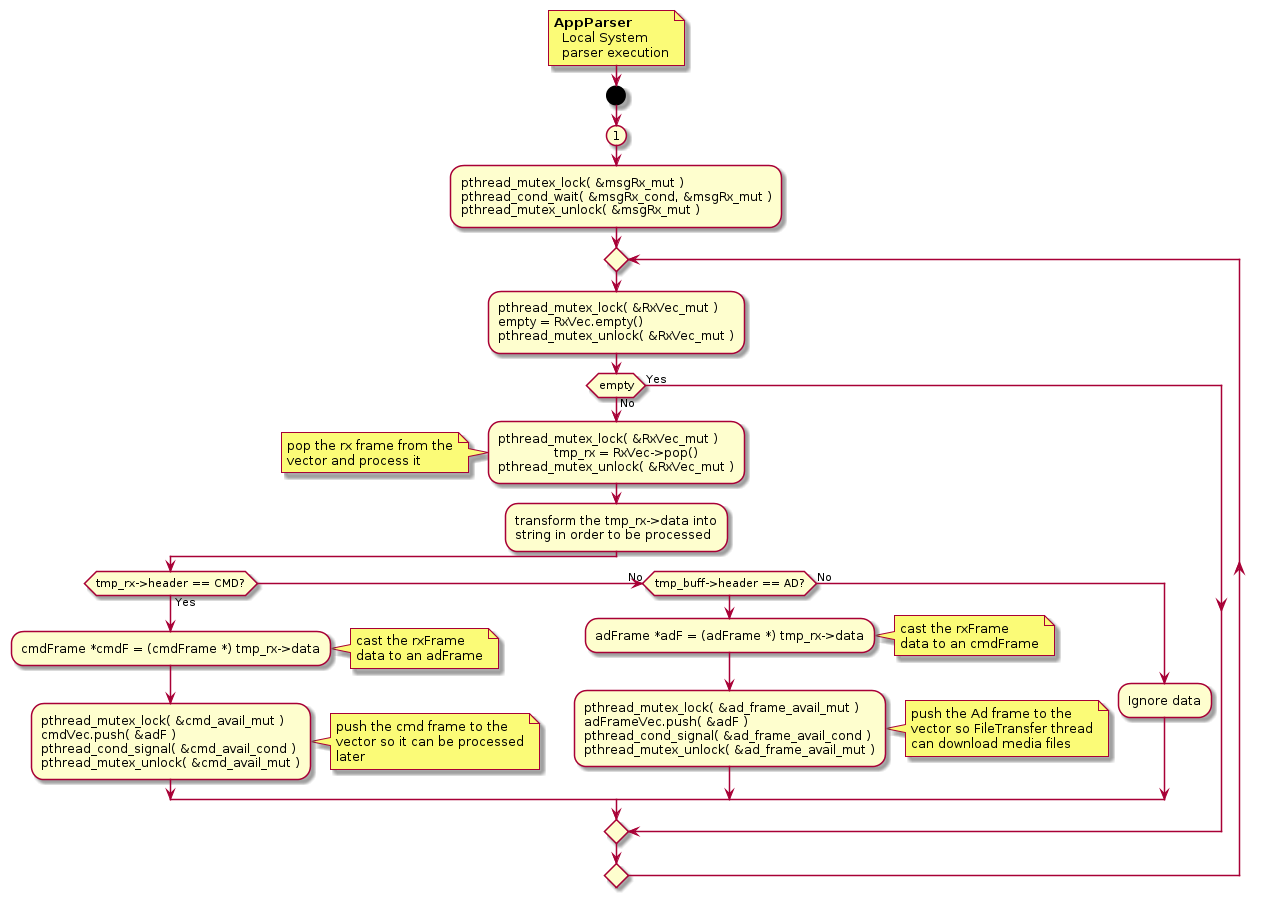 AppParser
Local System
parser execution
1
pthread_mutex_lock( &msgRx_mut )
pthread_cond_wait( &msgRx_cond, &msgRx_mut )
pthread_mutex_unlock( &msgRx_mut )
pthread_mutex_lock( &RxVec_mut )
empty = RxVec.empty()
pthread_mutex_unlock( &RxVec_mut )
empty
Yes
No
pop the rx frame from the
vector and process it
pthread_mutex_lock( &RxVec_mut )
tmp_rx = RxVec->pop()
pthread_mutex_unlock( &RxVec_mut )
transform the tmp_rx->data into
string in order to be processed
tmp_rx->header == CMD?
Yes
No
cmdFrame *cmdF = (cmdFrame *) tmp_rx->data
cast the rxFrame
data to an adFrame
pthread_mutex_lock( &cmd_avail_mut )
cmdVec.push( &adF )
pthread_cond_signal( &cmd_avail_cond )
pthread_mutex_unlock( &cmd_avail_mut )
push the cmd frame to the
vector so it can be processed
later
tmp_buff->header == AD?
No
adFrame *adF = (adFrame *) tmp_rx->data
cast the rxFrame
data to an cmdFrame
pthread_mutex_lock( &ad_frame_avail_mut )
adFrameVec.push( &adF )
pthread_cond_signal( &ad_frame_avail_cond )
pthread_mutex_unlock( &ad_frame_avail_mut )
push the Ad frame to the
vector so FileTransfer thread
can download media files
Ignore data